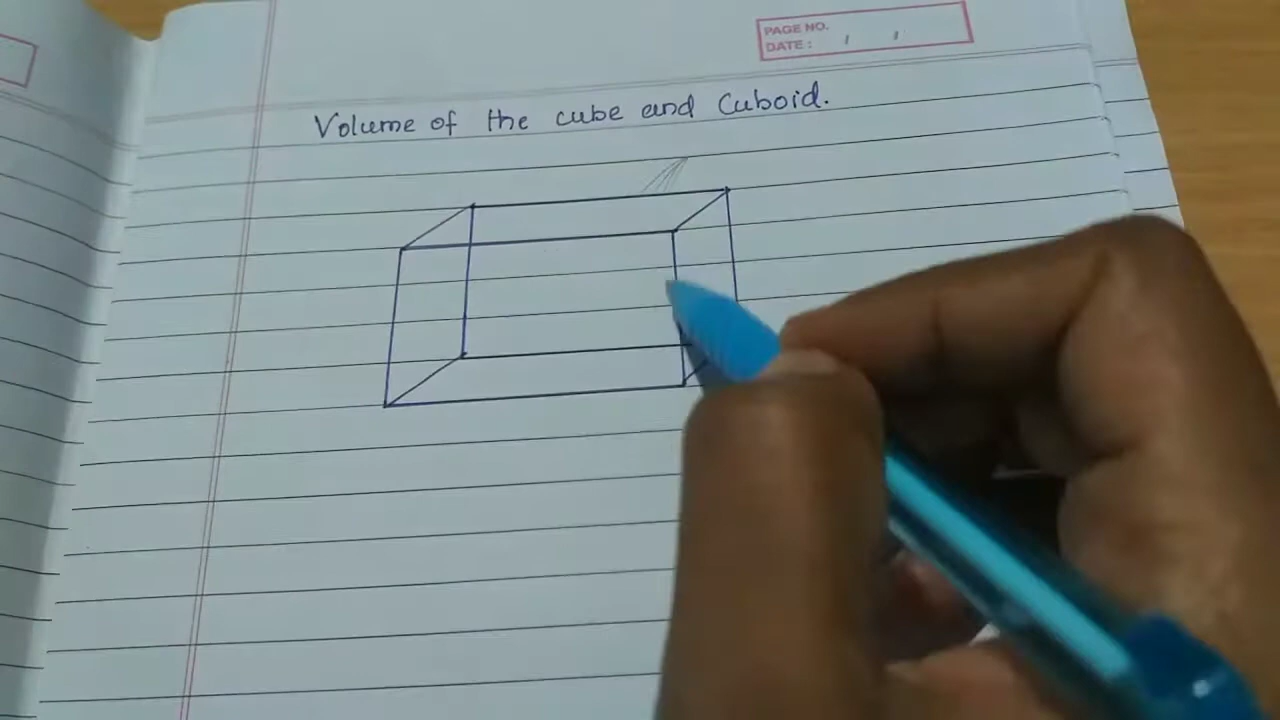 PAGE NO.
DATE : / /
Volume of the cube and Cuboid.